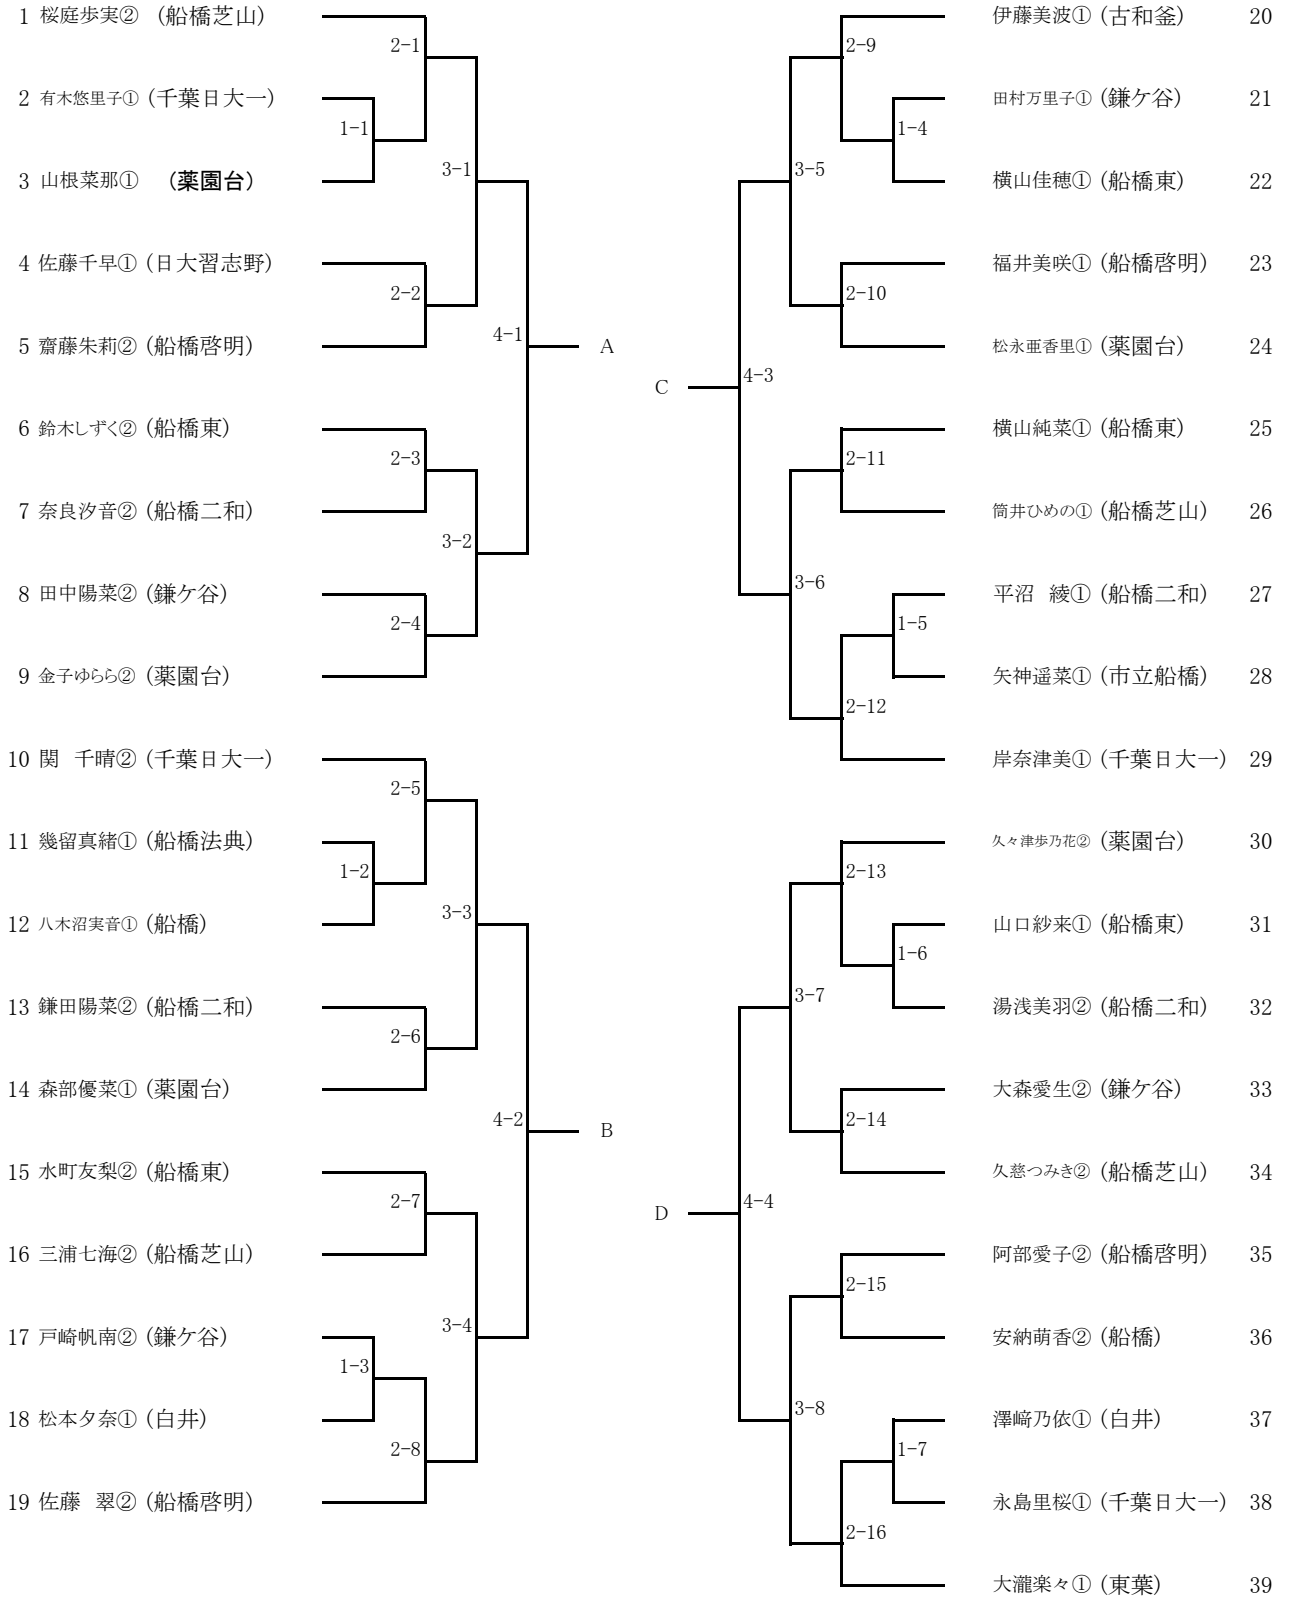 1 桜庭歩実② (船橋芝山)
2-1
2 有木悠里子① (千葉日大一)
1-1
3 山根菜那① (薬園台)
3-1
4 佐藤千早① (日大習志野)
2-2
5 齋藤朱莉② (船橋啓明)
4-1
A
6 鈴木しずく② (船橋東)
2-3
7 奈良汐音② (船橋二和)
3-2
8 田中陽菜② (鎌ケ谷)
2-4
9 金子ゆらら② (薬園台)
10 関 千晴② (千葉日大一)
2-5
11 幾留真緒① (船橋法典)
1-2
12 八木沼実音① (船橋)
3-3
13 鎌田陽菜② (船橋二和)
2-6
14 森部優菜① (薬園台)
4-2
B
15 水町友梨② (船橋東)
2-7
16 三浦七海② (船橋芝山)
3-4
17 戸崎帆南② (鎌ケ谷)
1-3
18 松本夕奈① (白井)
2-8
19 佐藤 翠② (船橋啓明)
伊藤美波① (古和釜) 20
2-9
田村万里子① (鎌ケ谷) 21
1-4
横山佳穂① (船橋東) 22
3-5
福井美咲① (船橋啓明) 23
2-10
松永亜香里① (薬園台) 24
C
4-3
横山純菜① (船橋東) 25
2-11
筒井ひめの① (船橋芝山) 26
3-6
平沼 綾① (船橋二和) 27
1-5
矢神遥菜① (市立船橋) 28
2-12
岸奈津美① (千葉日大一) 29
久々津歩乃花② (薬園台) 30
2-13
山口紗来① (船橋東) 31
1-6
湯浅美羽② (船橋二和) 32
3-7
大森愛生② (鎌ケ谷) 33
2-14
久慈つみき② (船橋芝山) 34
D
4-4
阿部愛子② (船橋啓明) 35
2-15
安納萌香② (船橋) 36
3-8
澤﨑乃依① (白井) 37
1-7
永島里桜① (千葉日大一) 38
2-16
大瀧楽々① (東葉) 39